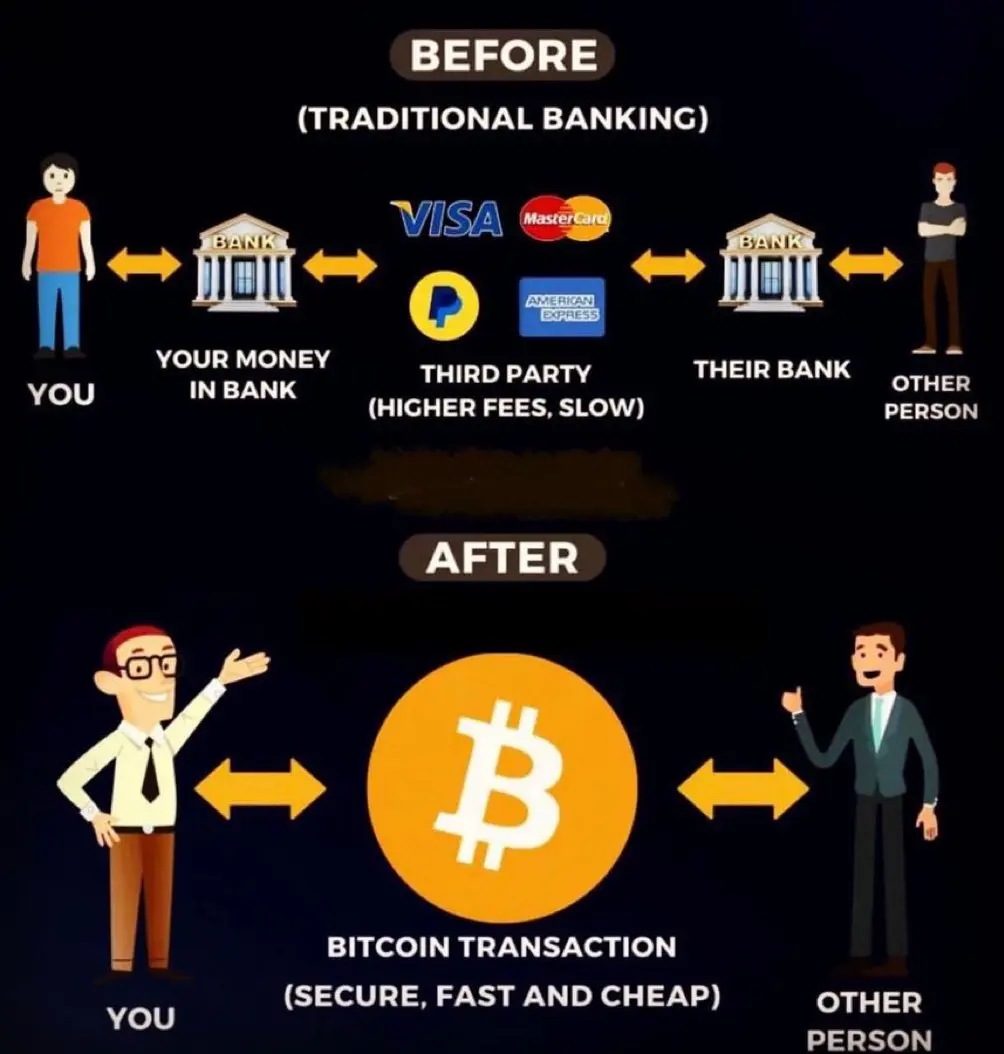 BEFORE
(TRADITIONAL BANKING)
BANK
VISA
MasterCard
AMERICAN
EXPRESS
BANK
YOUR MONEY
IN BANK
THIRD PARTY
(HIGHER FEES, SLOW)
THEIR BANK
YOU
OTHER
PERSON
AFTER
BITCOIN TRANSACTION
(SECURE, FAST AND CHEAP)
YOU
OTHER
PERSON